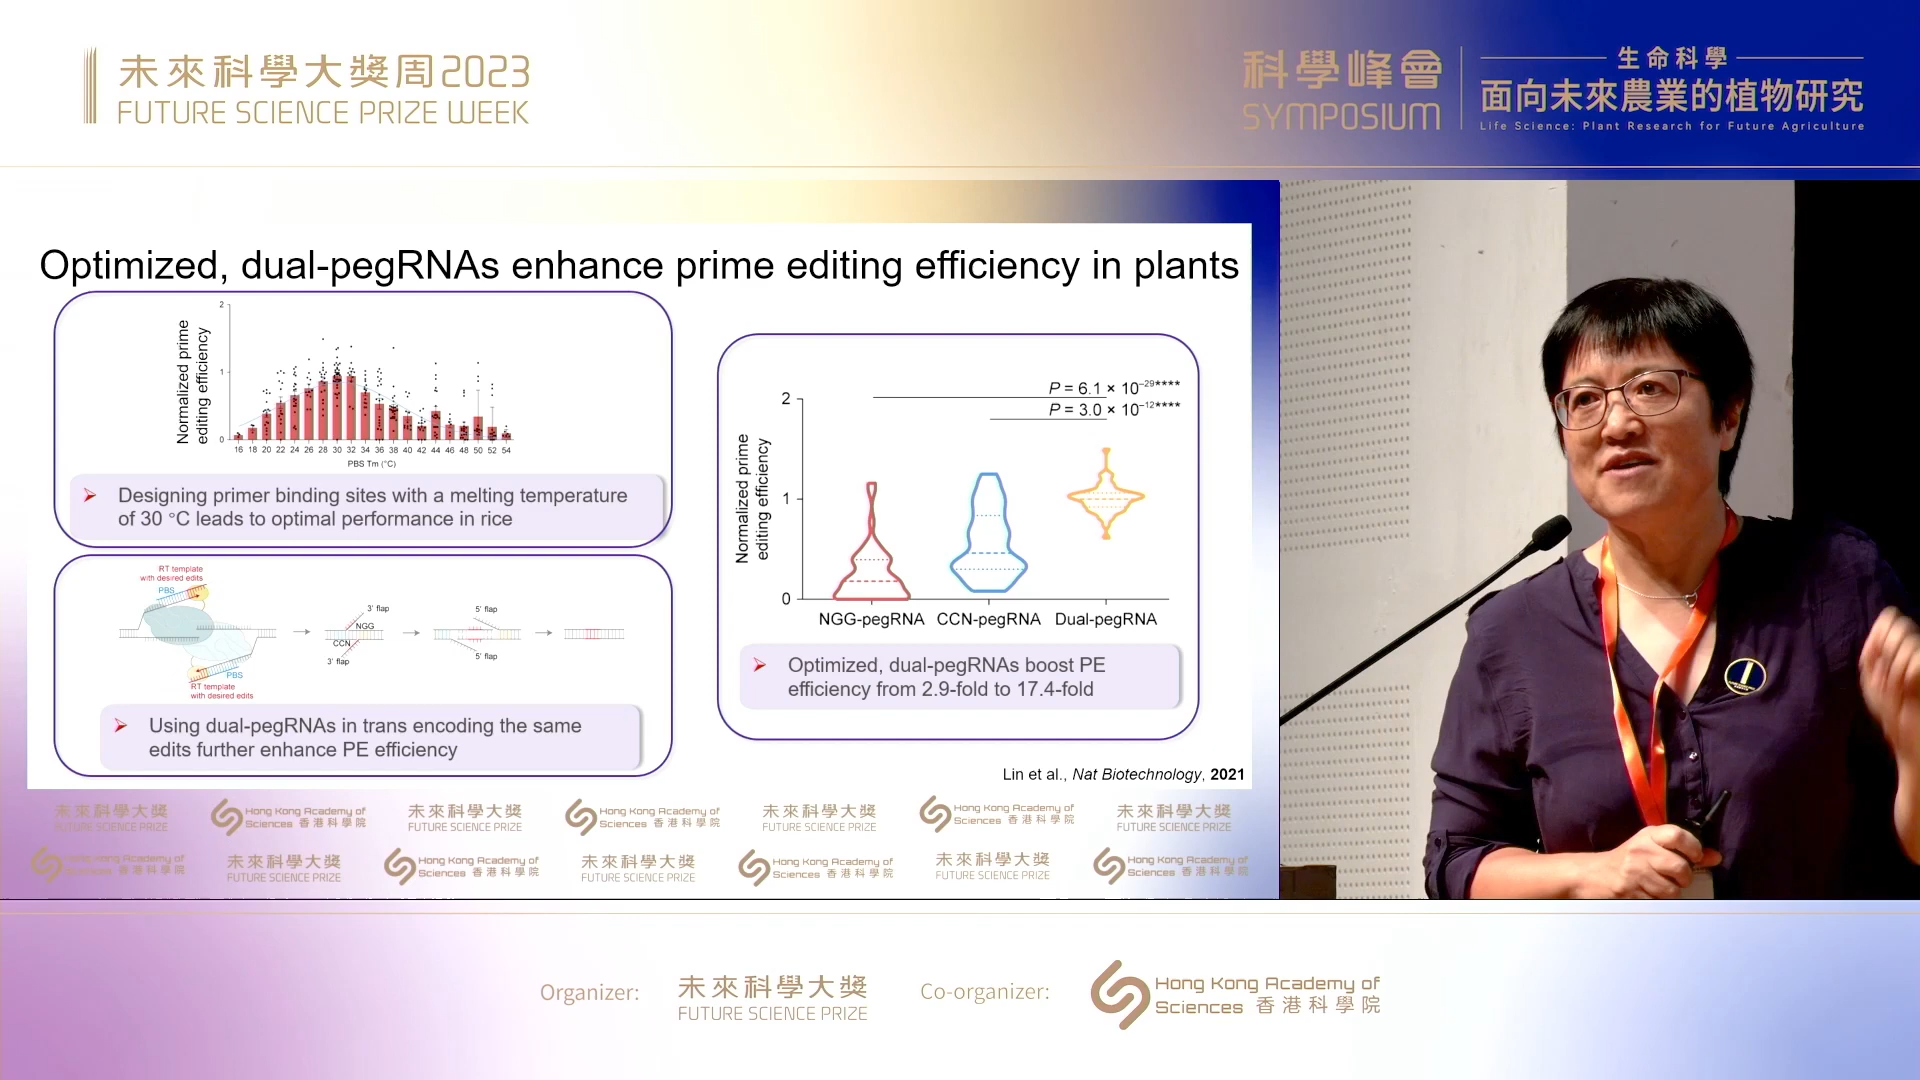 未來科學大獎周2023
FUTURE SCIENCE PRIZE WEEK
科學峰會
SYMPOSIUM
生命科學
面向未來農業的植物研究
Life Science: Plant Research for Future Agriculture
Optimized, dual-pegRNAs enhance prime editing efficiency in plants
Normalized prime
editing efficiency
2
1
0
16 18 20 22 24 26 28 30 32 34 36 38 40 42 44 46 48 50 52 54
PBS Tm (°C)
➢ Designing primer binding sites with a melting temperature
of 30 °C leads to optimal performance in rice
RT template
with desired edits
PBS
PBS
RT template
with desired edits
3' flap
NGG
CCN
3' flap
5' flap
5' flap
➢ Using dual-pegRNAs in trans encoding the same
edits further enhance PE efficiency
Normalized prime
editing efficiency
2
1
0
P = 6.1 × 10⁻²⁹****
P = 3.0 × 10⁻¹²****
NGG-pegRNA CCN-pegRNA Dual-pegRNA
➢ Optimized, dual-pegRNAs boost PE
efficiency from 2.9-fold to 17.4-fold
Lin et al., Nat Biotechnology, 2021
未來科學大獎
FUTURE SCIENCE PRIZE
Hong Kong Academy of
Sciences 香港科學院
未來科學大獎
FUTURE SCIENCE PRIZE
Hong Kong Academy of
Sciences 香港科學院
未來科學大獎
FUTURE SCIENCE PRIZE
Hong Kong Academy of
Sciences 香港科學院
未來科學大獎
FUTURE SCIENCE PRIZE
Hong Kong Academy of
Sciences 香港科學院
未來科學大獎
FUTURE SCIENCE PRIZE
Hong Kong Academy of
Sciences 香港科學院
未來科學大獎
FUTURE SCIENCE PRIZE
Hong Kong Academy of
Sciences 香港科學院
未來科學大獎
FUTURE SCIENCE PRIZE
Hong Kong Academy of
Sciences 香港科學院
Organizer:
未來科學大獎
FUTURE SCIENCE PRIZE
Co-organizer:
Hong Kong Academy of
Sciences 香港科學院